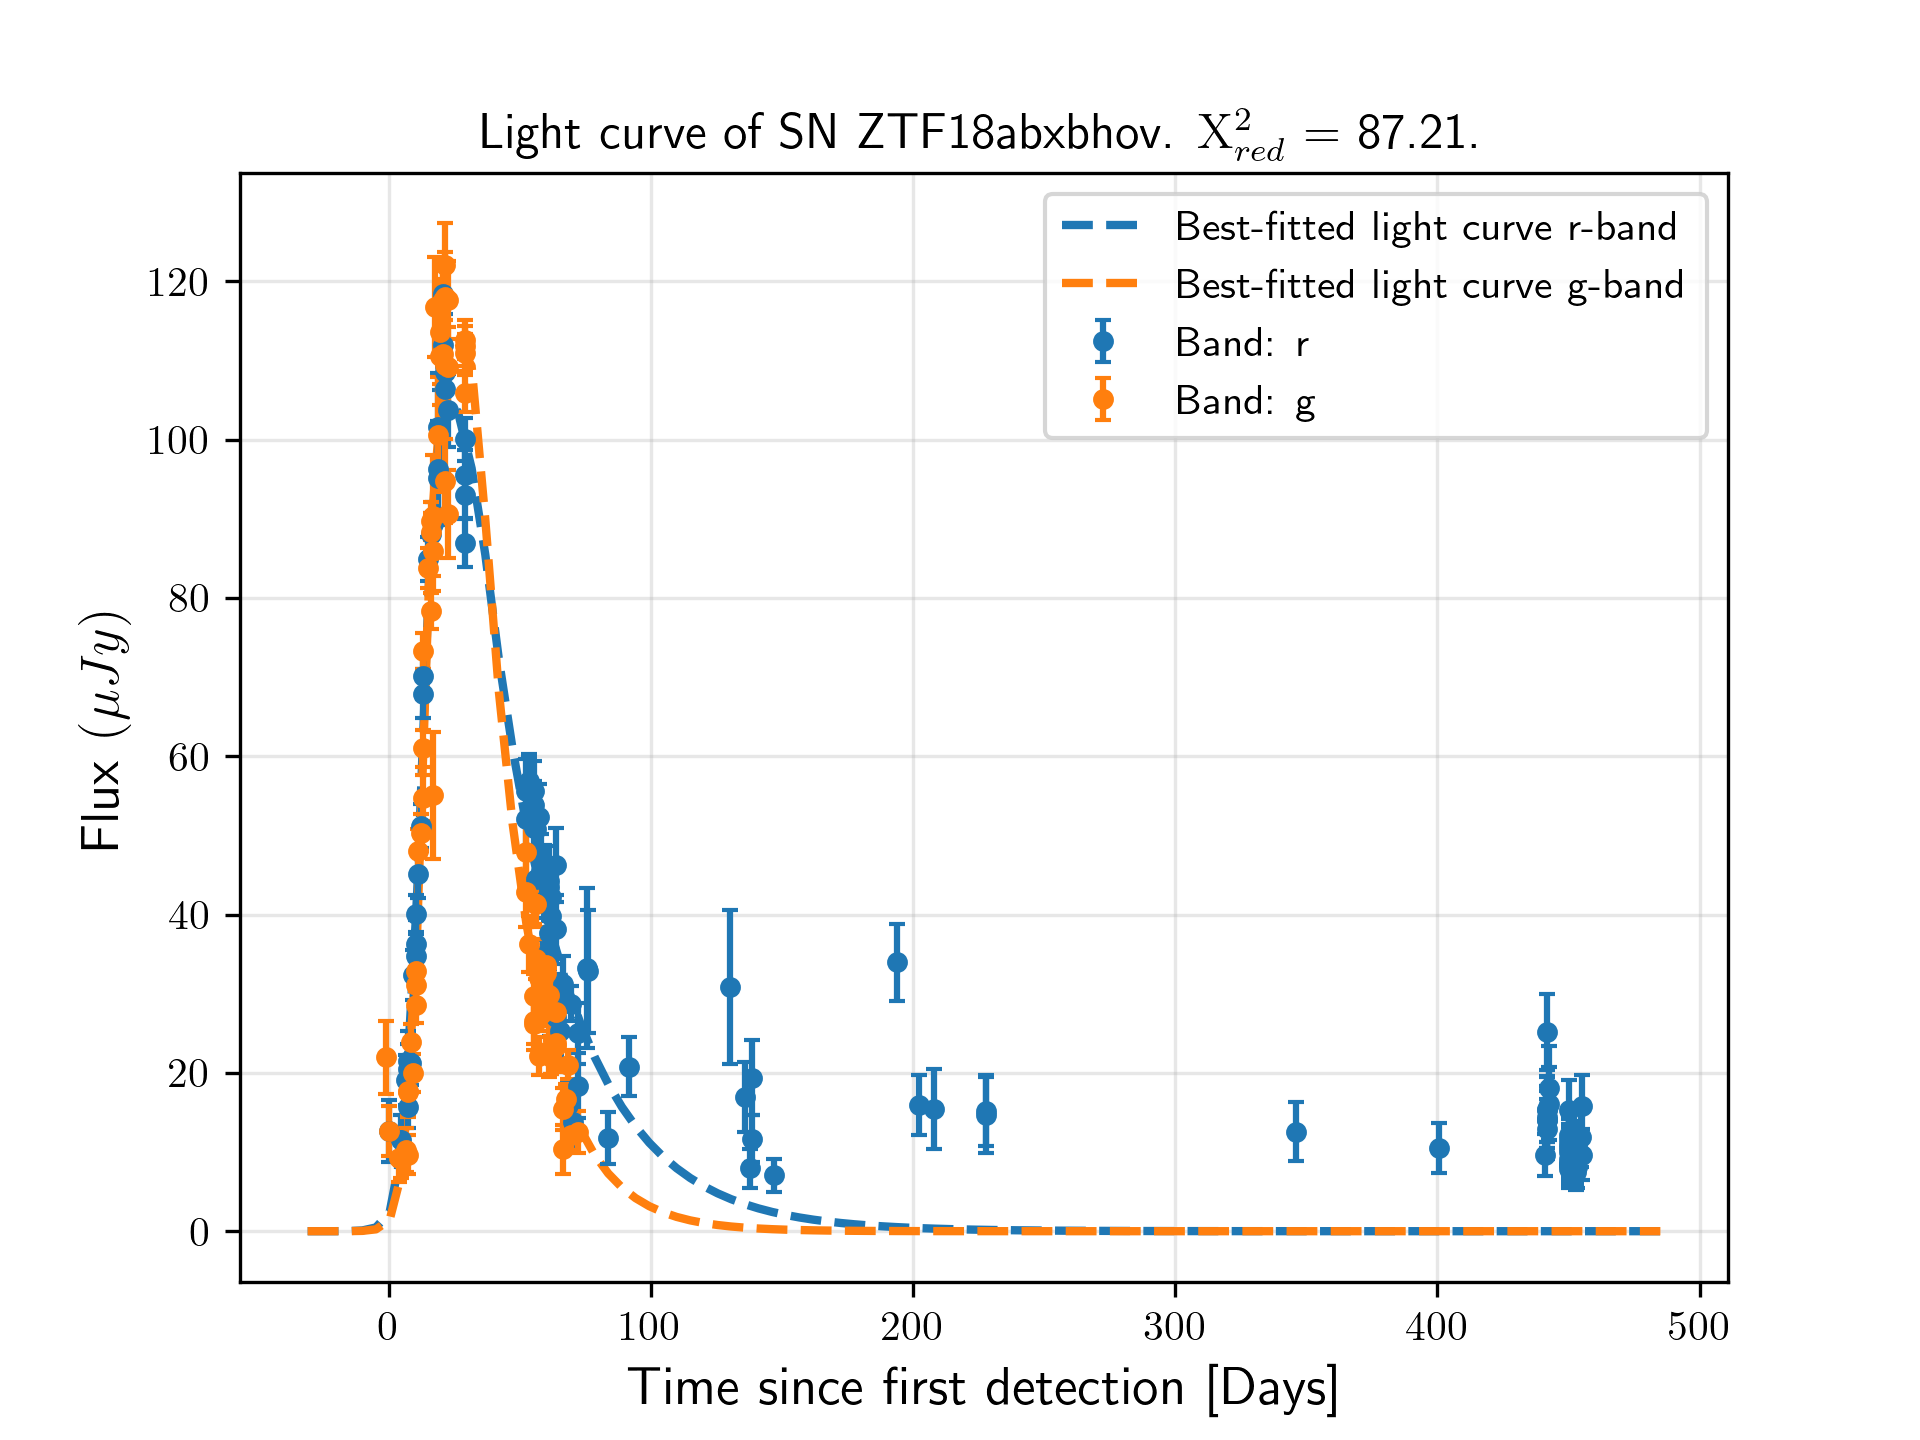 Light curve of SN ZTF18abxbhov. X²_red = 87.21.
Best-fitted light curve r-band
Best-fitted light curve g-band
Band: r
Band: g
Flux (μJy)
120
100
80
60
40
20
0
0 100 200 300 400 500
Time since first detection [Days]